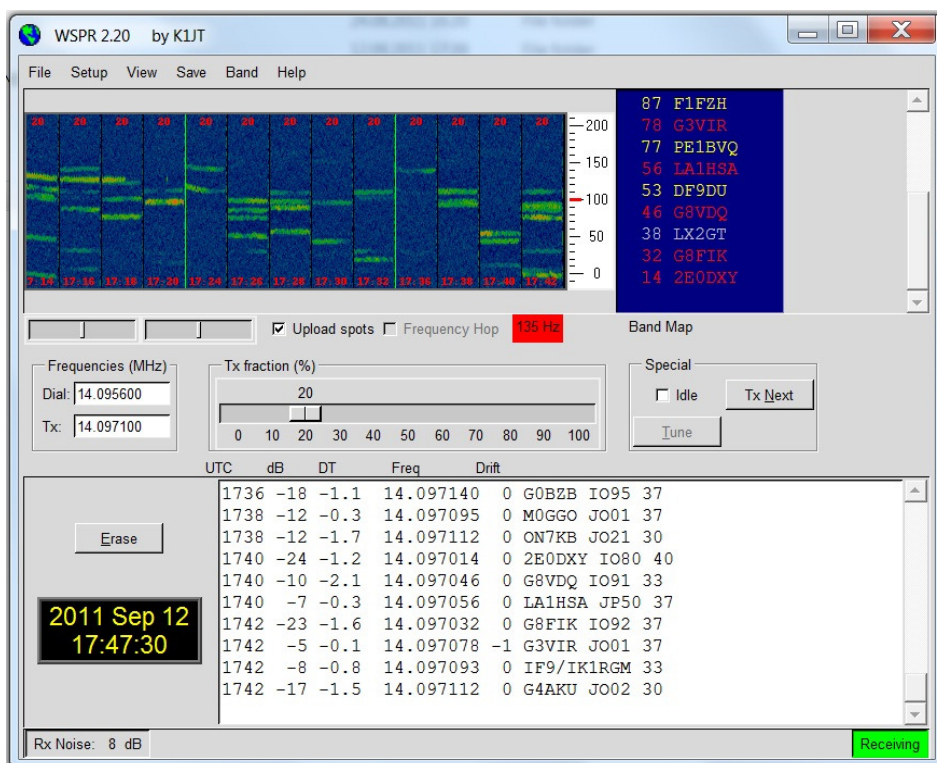 WSPR 2.20 by K1JT
File Setup View Save Band Help
20 20 20 20 20 20 20 20 20 20 20 20 20
17:14 17:16 17:18 17:20 17:24 17:26 17:28 17:30 17:32 17:36 17:38 17:40 17:42
200
150
100
50
0
87 F1FZH
78 G3VIR
77 PE1BVQ
56 LA1HSA
53 DF9DU
46 G8VDQ
38 LX2GT
32 G8FIK
14 2E0DXY
Upload spots Frequency Hop 135 Hz Band Map
Frequencies (MHz)
Dial: 14.095600
Tx: 14.097100
Tx fraction (%)
20
0 10 20 30 40 50 60 70 80 90 100
Special
Idle Tx Next
Tune
UTC dB DT Freq Drift
1736 -18 -1.1 14.097140 0 G0BZB IO95 37
1738 -12 -0.3 14.097095 0 M0GGO JO01 37
1738 -12 -1.7 14.097112 0 ON7KB JO21 30
1740 -24 -1.2 14.097014 0 2E0DXY IO80 40
1740 -10 -2.1 14.097046 0 G8VDQ IO91 33
1740 -7 -0.3 14.097056 0 LA1HSA JP50 37
1742 -23 -1.6 14.097032 0 G8FIK IO92 37
1742 -5 -0.1 14.097078 -1 G3VIR JO01 37
1742 -8 -0.8 14.097093 0 IF9/IK1RGM 33
1742 -17 -1.5 14.097112 0 G4AKU JO02 30
Erase
2011 Sep 12
17:47:30
Rx Noise: 8 dB
Receiving